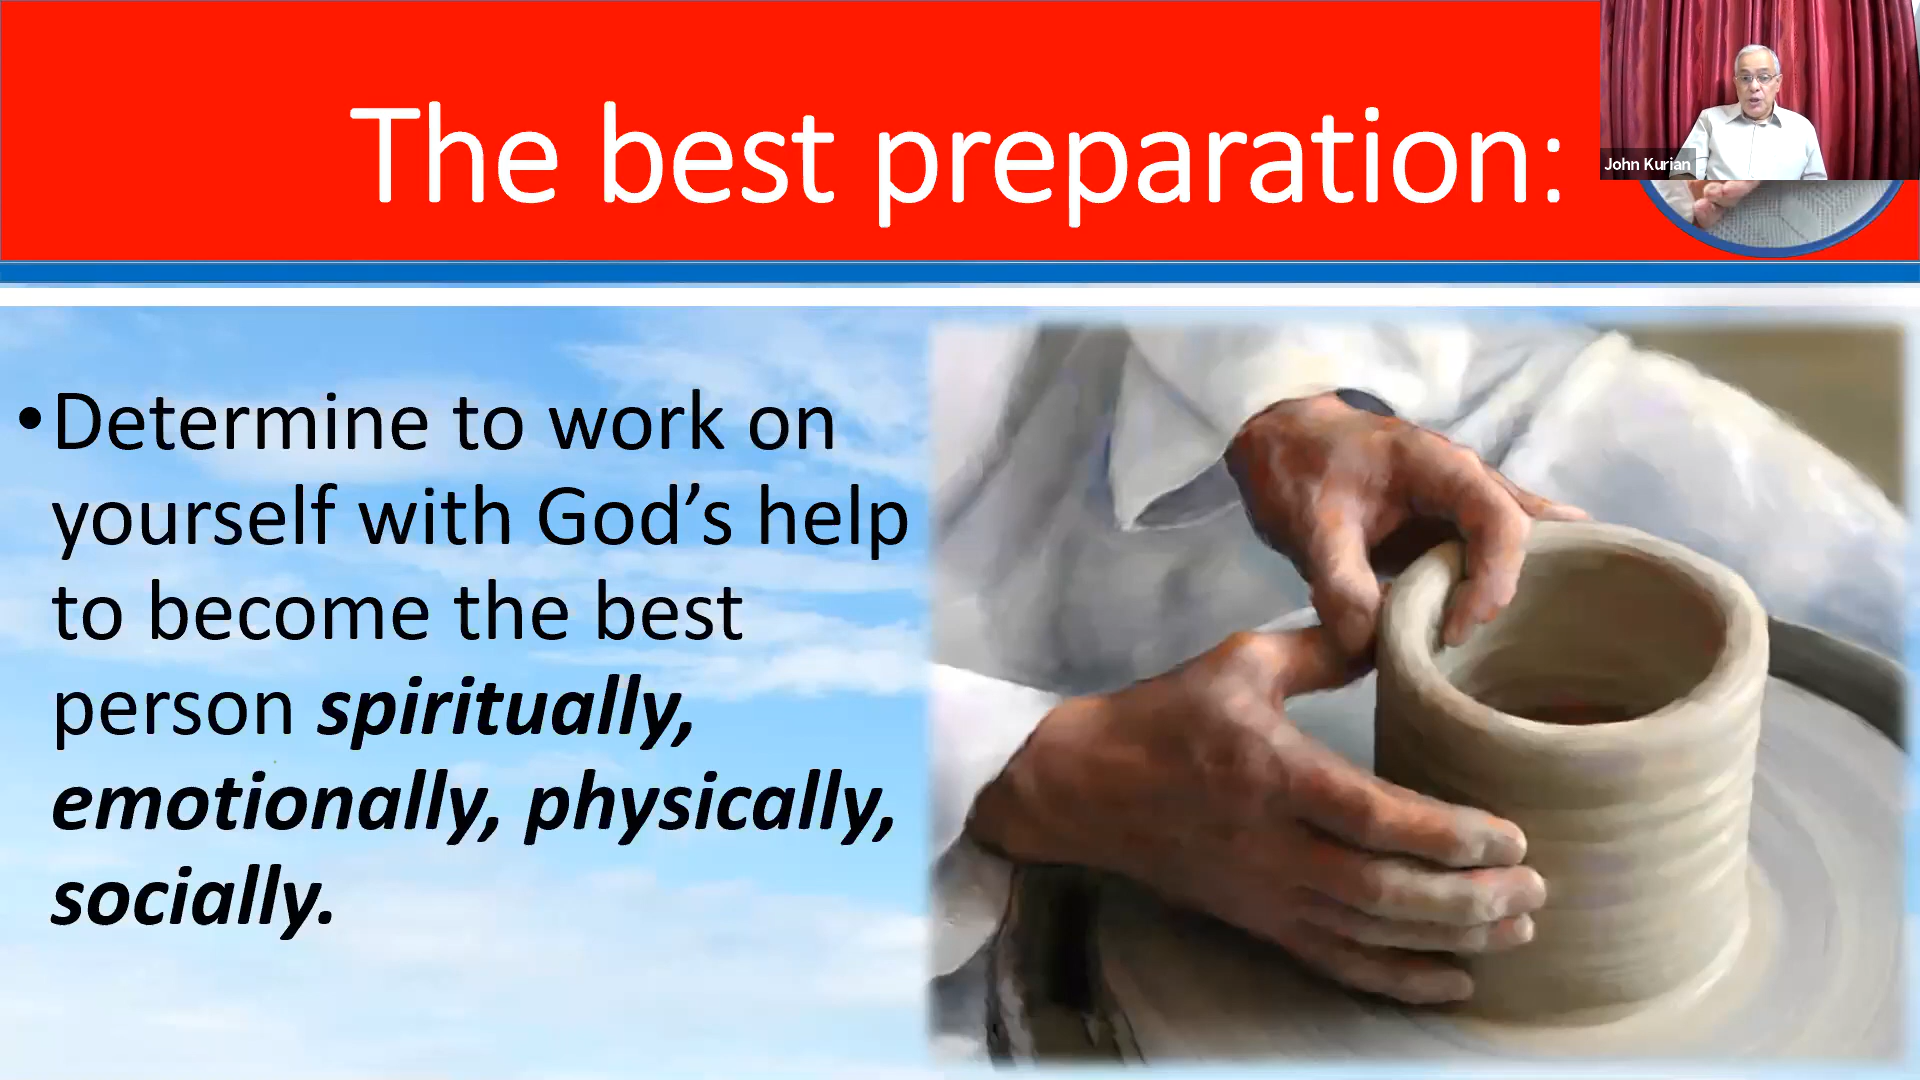 The best preparation:
John Kurian
•Determine to work on
yourself with God’s help
to become the best
person spiritually,
emotionally, physically,
socially.